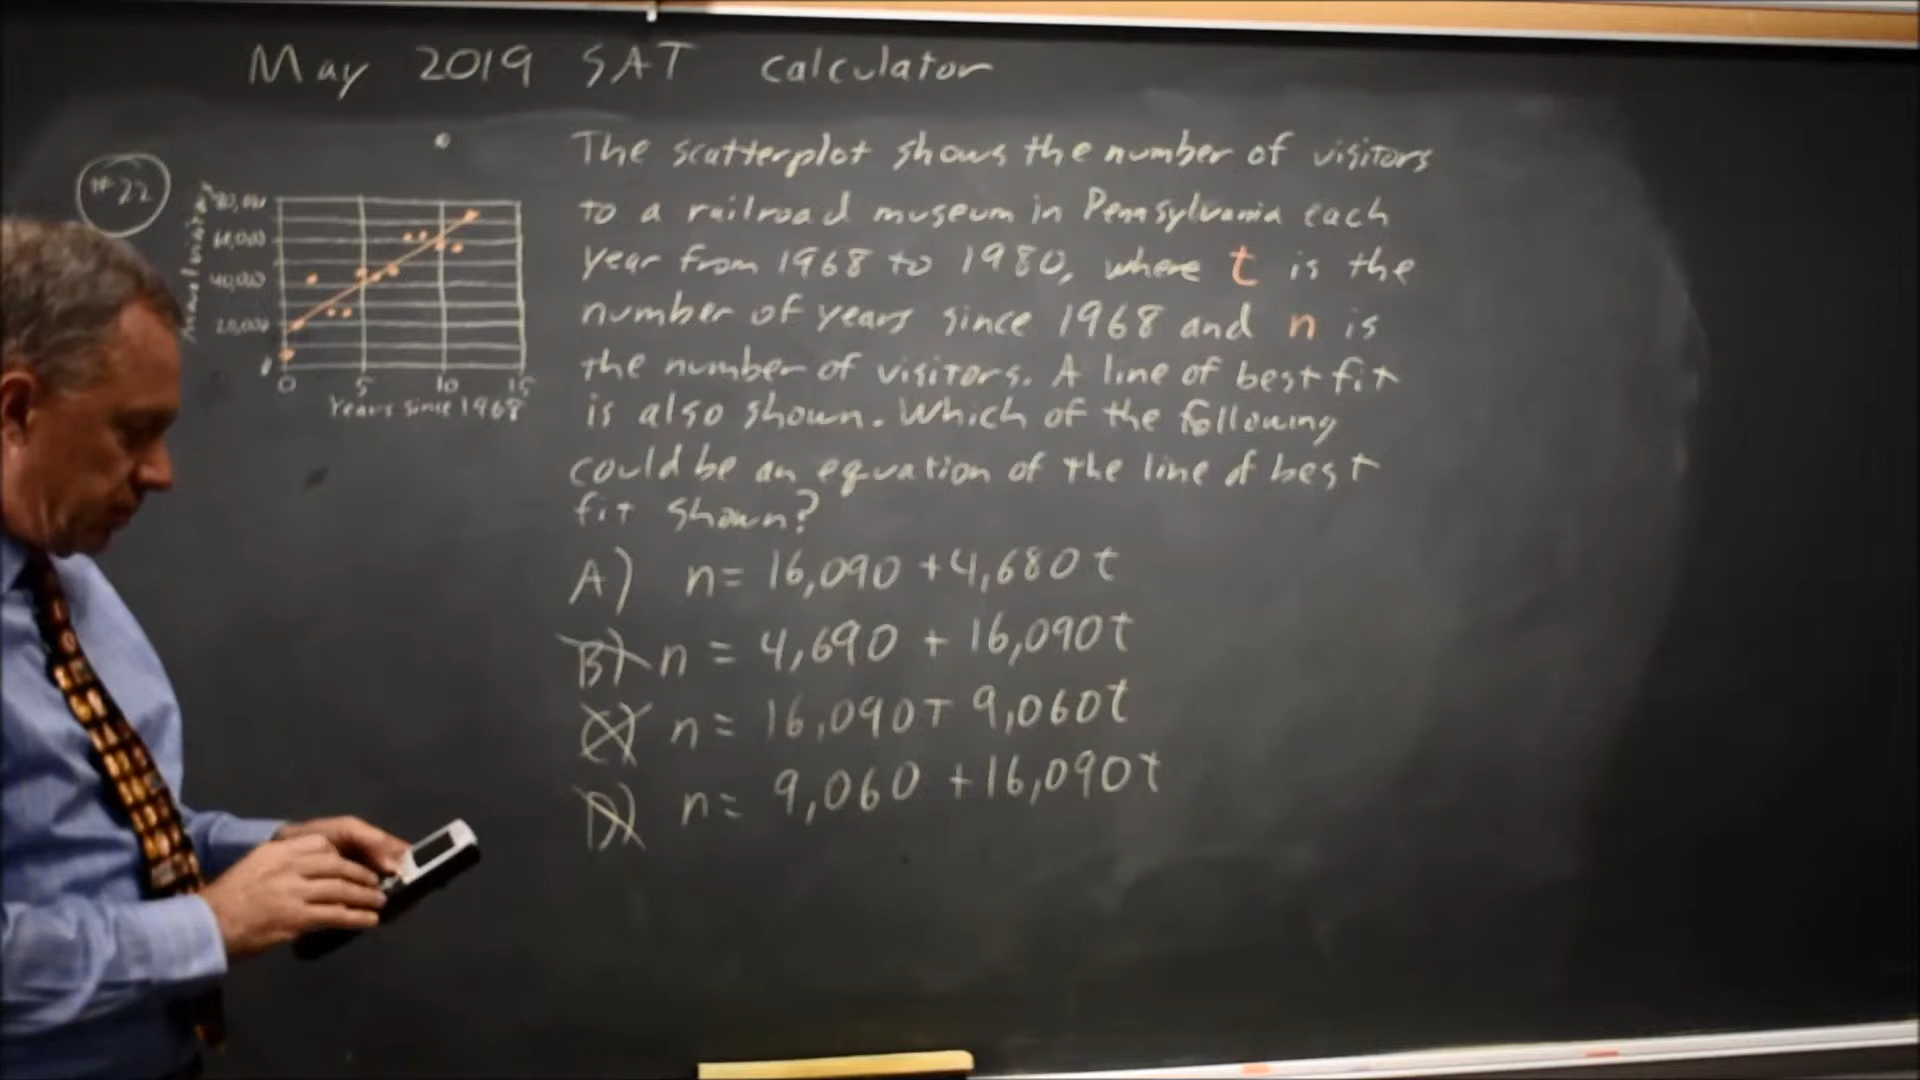 May 2019 SAT calculator
#22
The scatterplot shows the number of visitors
to a railroad museum in Pennsylvania each
year from 1968 to 1980, where t is the
number of years since 1968 and n is
the number of visitors. A line of best fit
is also shown. Which of the following
could be an equation of the line of best
fit shown?
80,000
60,000
40,000
20,000
0
0 5 10 15
Years since 1968
A) n = 16,090 + 4,680t
B) n = 4,690 + 16,090t
C) n = 16,090 + 9,060t
D) n = 9,060 + 16,090t